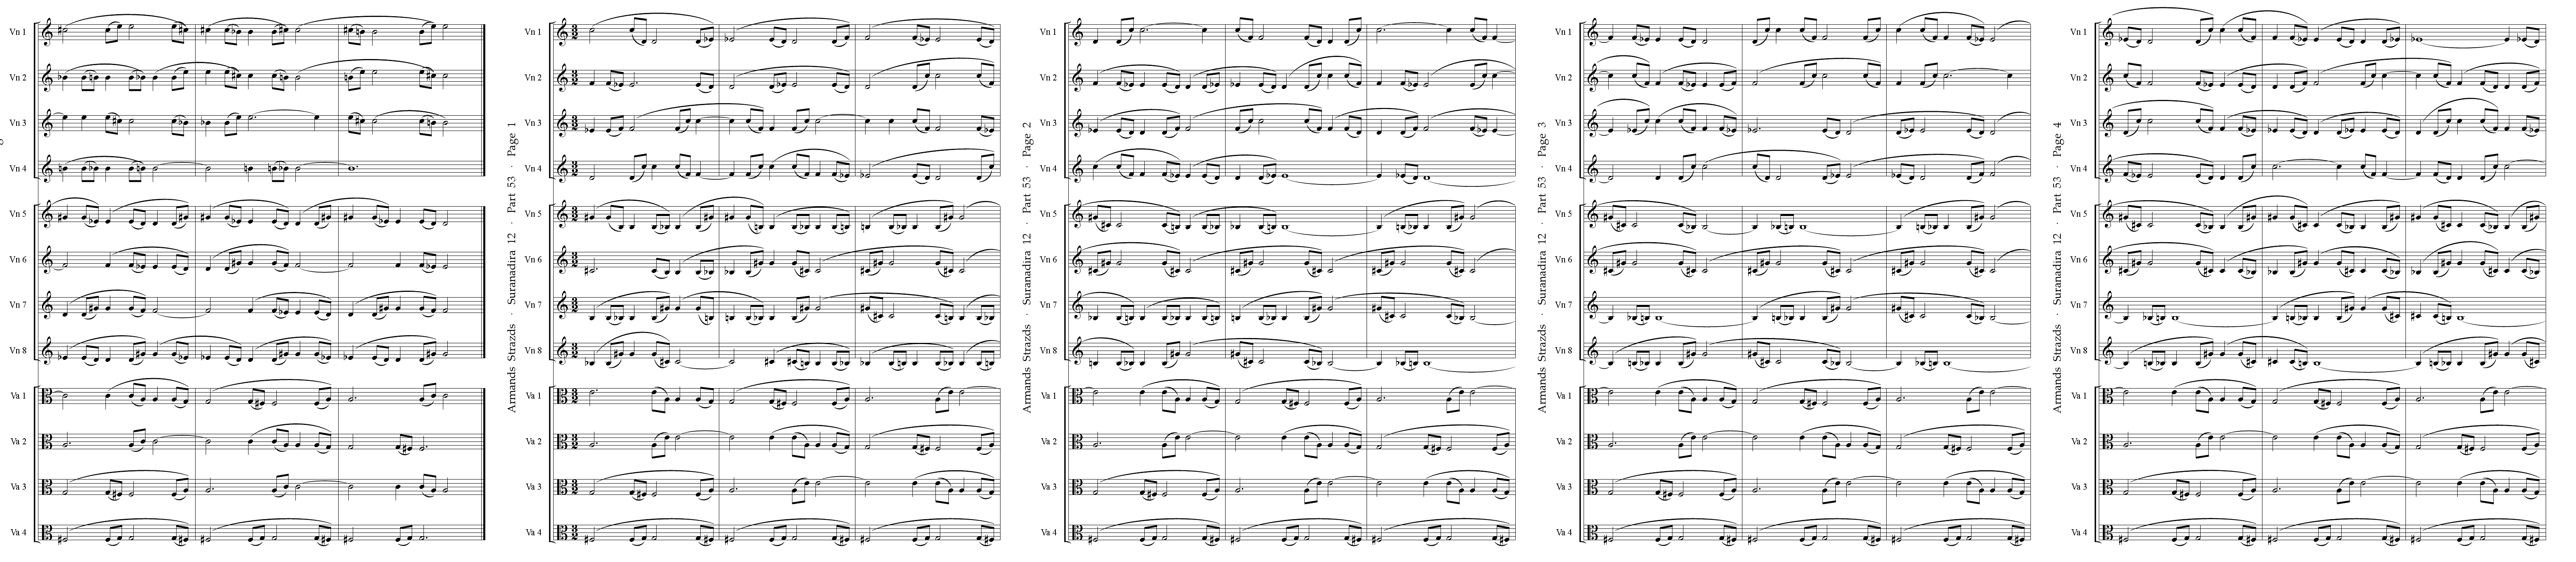 Vn 1
Vn 2
Vn 3
Vn 4
Vn 5
Vn 6
Vn 7
Vn 8
Va 1
Va 2
Va 3
Va 4
Armands Strazds · Suranadira 12 · Part 53 · Page 1
Vn 1
Vn 2
Vn 3
Vn 4
Vn 5
Vn 6
Vn 7
Vn 8
Va 1
Va 2
Va 3
Va 4
Armands Strazds · Suranadira 12 · Part 53 · Page 2
Vn 1
Vn 2
Vn 3
Vn 4
Vn 5
Vn 6
Vn 7
Vn 8
Va 1
Va 2
Va 3
Va 4
Armands Strazds · Suranadira 12 · Part 53 · Page 3
Vn 1
Vn 2
Vn 3
Vn 4
Vn 5
Vn 6
Vn 7
Vn 8
Va 1
Va 2
Va 3
Va 4
Armands Strazds · Suranadira 12 · Part 53 · Page 4
Vn 1
Vn 2
Vn 3
Vn 4
Vn 5
Vn 6
Vn 7
Vn 8
Va 1
Va 2
Va 3
Va 4